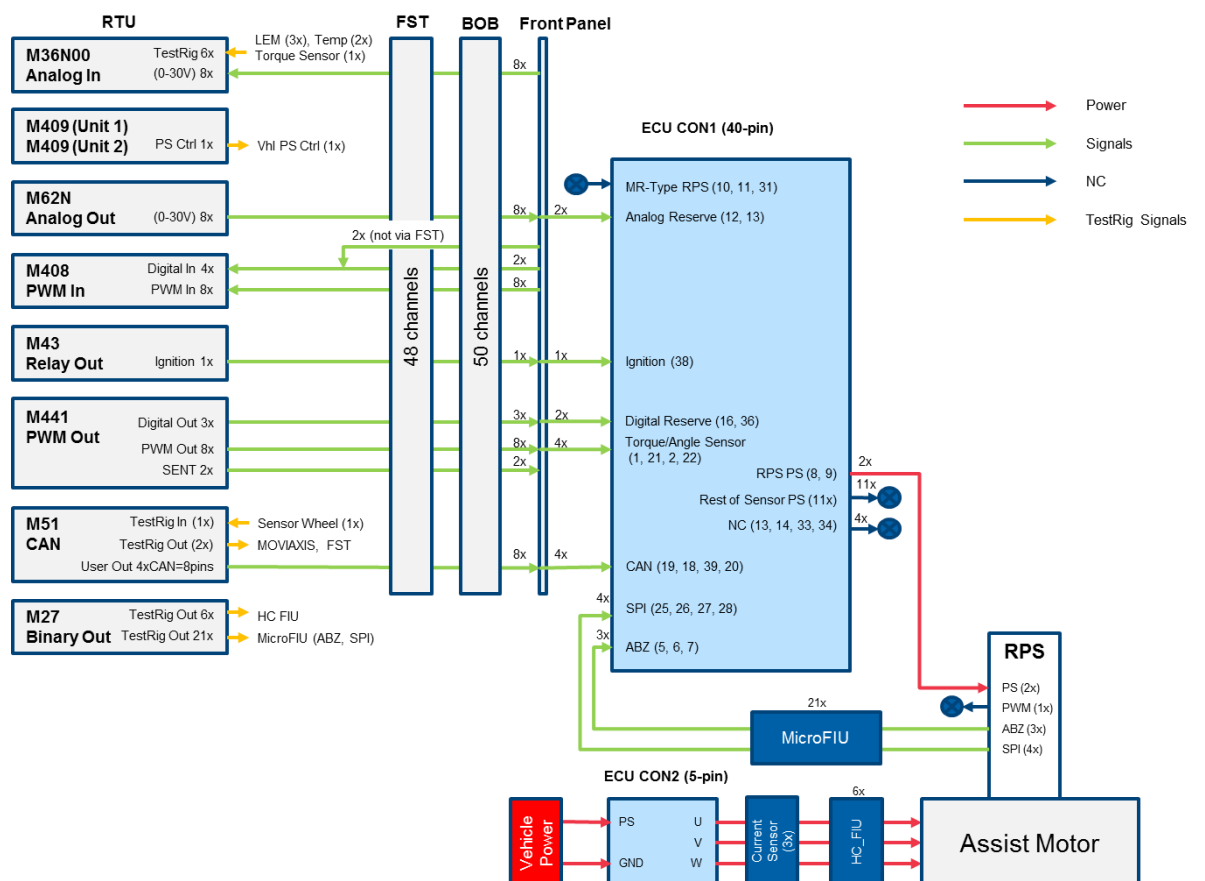 RTU
FST
BOB
Front Panel
M36N00
Analog In
TestRig 6x
(0-30V) 8x
LEM (3x), Temp (2x)
Torque Sensor (1x)
8x
M409 (Unit 1)
M409 (Unit 2)
PS Ctrl 1x
Vhl PS Ctrl (1x)
M62N
Analog Out
(0-30V) 8x
8x
2x
2x (not via FST)
M408
PWM In
Digital In 4x
PWM In 8x
2x
8x
M43
Relay Out
Ignition 1x
1x
1x
M441
PWM Out
Digital Out 3x
PWM Out 8x
SENT 2x
3x
2x
8x
4x
2x
M51
CAN
TestRig In (1x)
TestRig Out (2x)
User Out 4xCAN=8pins
Sensor Wheel (1x)
MOVIAXIS, FST
8x
4x
M27
Binary Out
TestRig Out 6x
TestRig Out 21x
HC FIU
MicroFIU (ABZ, SPI)
48 channels
50 channels
ECU CON1 (40-pin)
MR-Type RPS (10, 11, 31)
Analog Reserve (12, 13)
Ignition (38)
Digital Reserve (16, 36)
Torque/Angle Sensor
(1, 21, 2, 22)
RPS PS (8, 9)
2x
Rest of Sensor PS (11x)
11x
NC (13, 14, 33, 34)
4x
CAN (19, 18, 39, 20)
4x
SPI (25, 26, 27, 28)
3x
ABZ (5, 6, 7)
Power
Signals
NC
TestRig Signals
RPS
PS (2x)
PWM (1x)
ABZ (3x)
SPI (4x)
21x
MicroFIU
ECU CON2 (5-pin)
Vehicle
Power
PS
GND
U
V
W
Current
Sensor
(3x)
6x
HC_FIU
Assist Motor